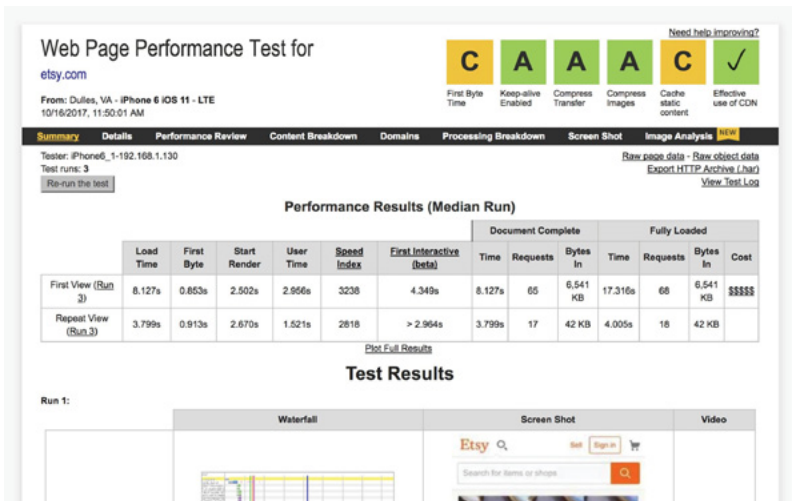 Need help improving?
Web Page Performance Test for
etsy.com
From: Dulles, VA - iPhone 6 iOS 11 - LTE
10/16/2017, 11:50:01 AM
C A A A C ✓
First Byte Time
Keep-alive Enabled
Compress Transfer
Compress Images
Cache static content
Effective use of CDN
Summary Details Performance Review Content Breakdown Domains Processing Breakdown Screen Shot Image Analysis NEW
Tester: iPhone6_1-192.168.1.130
Test runs: 3
Re-run the test
Raw page data - Raw object data
Export HTTP Archive (.har)
View Test Log
Performance Results (Median Run)
Document Complete Fully Loaded
Load Time First Byte Start Render User Time Speed Index First Interactive (beta) Time Requests Bytes In Time Requests Bytes In Cost
First View (Run 3) 8.127s 0.853s 2.502s 2.956s 3238 4.349s 8.127s 65 6,541 KB 17.316s 68 6,541 KB $$$$$
Repeat View (Run 3) 3.799s 0.913s 2.670s 1.521s 2818 > 2.964s 3.799s 17 42 KB 4.005s 18 42 KB
Plot Full Results
Test Results
Run 1:
Waterfall Screen Shot Video
Etsy Sell Sign in
Search for items or shops